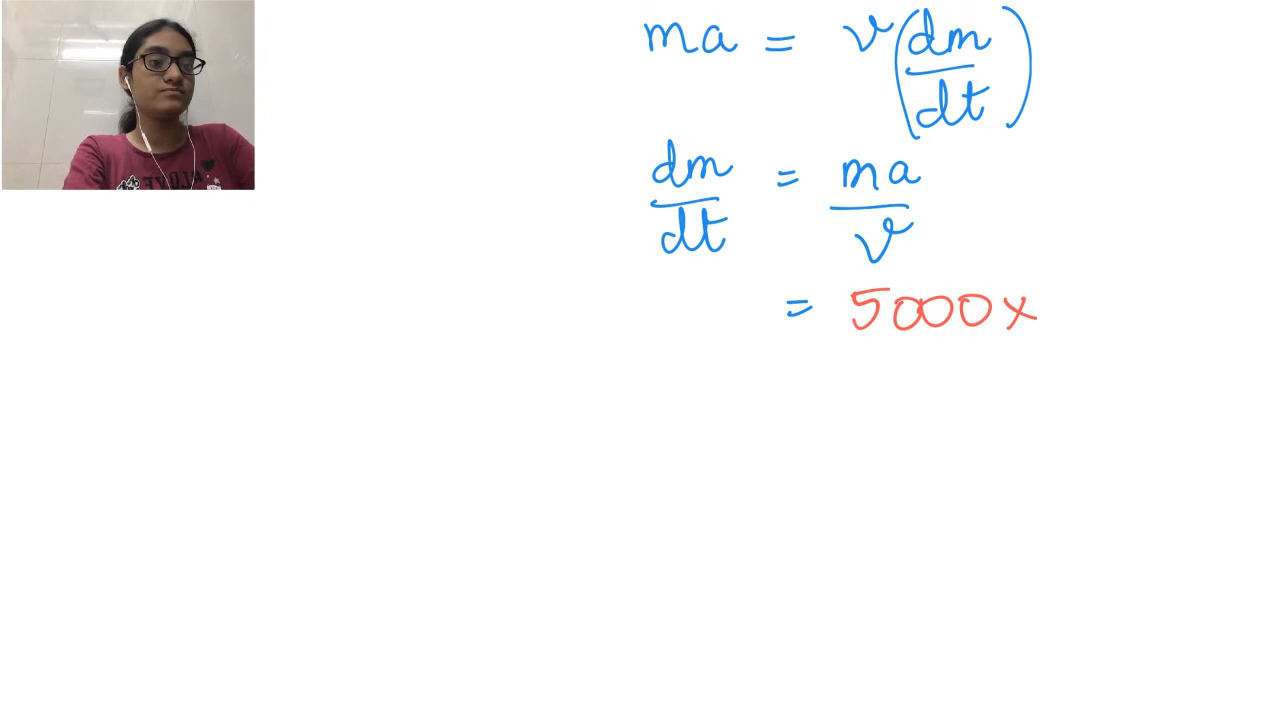 ma = v(dm/dt)
dm/dt = ma/v
= 5000×